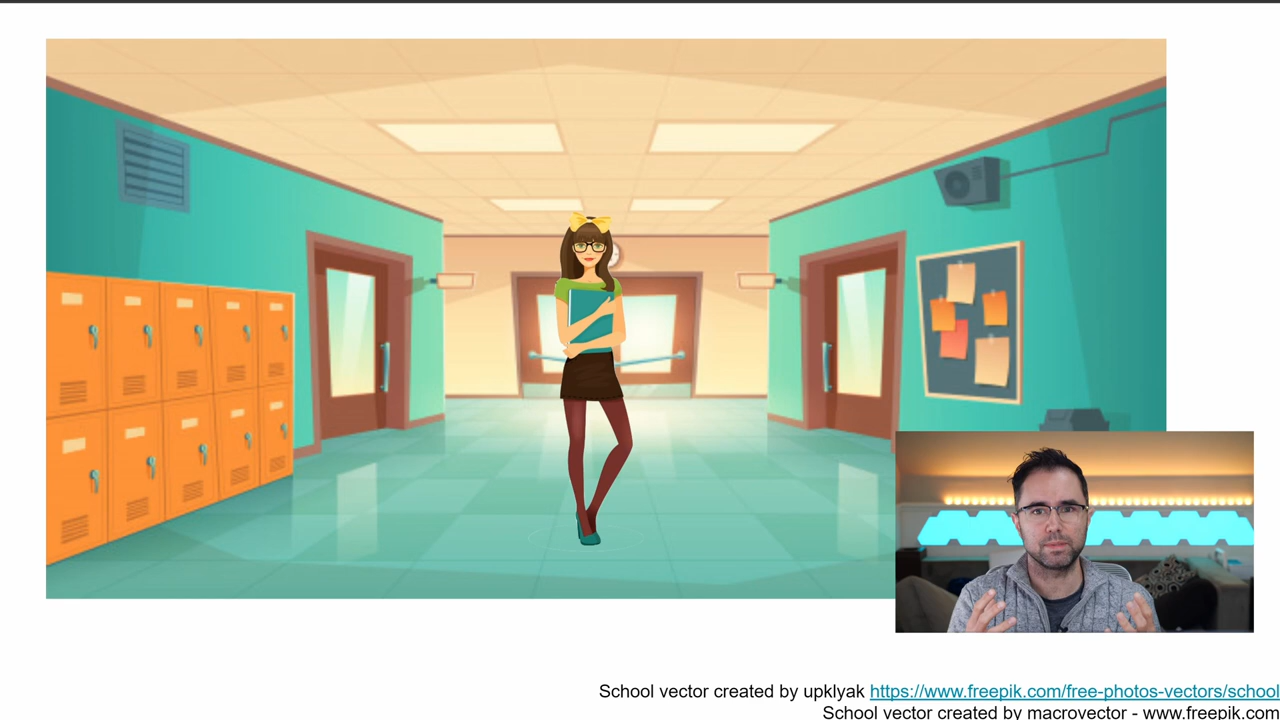 School vector created by upklyak https://www.freepik.com/free-photos-vectors/school
School vector created by macrovector - www.freepik.com